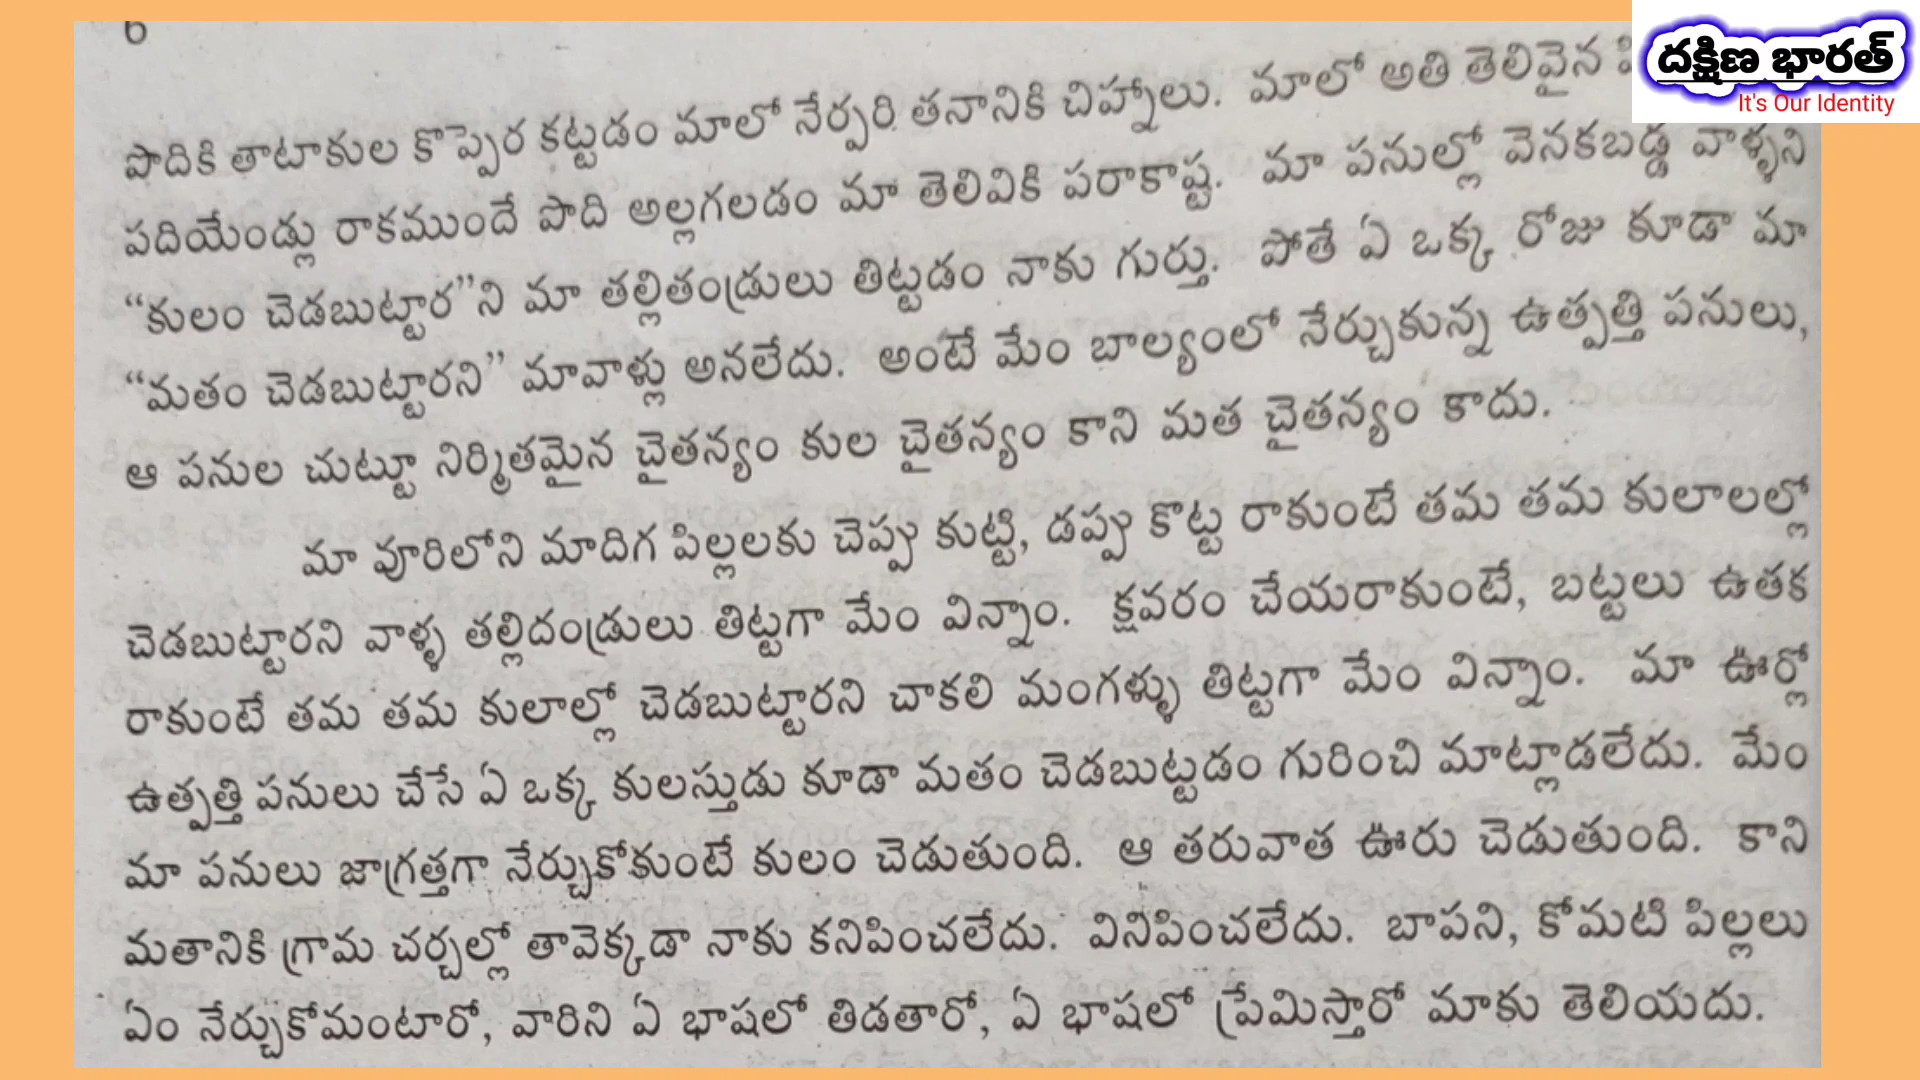 6
దక్షిణ భారత్
It's Our Identity
పొదికి తాటాకుల కొప్పెర కట్టడం మాలో నేర్పరి తనానికి చిహ్నాలు. మాలో అతి తెలివైన
పదియేండ్లు రాకముందే పొది అల్లగలడం మా తెలివికి పరాకాష్ట. మా పనుల్లో వెనకబడ్డ వాళ్ళని
“కులం చెడబుట్టార”ని మా తల్లితండ్రులు తిట్టడం నాకు గుర్తు. పోతే ఏ ఒక్క రోజు కూడా మా
“మతం చెడబుట్టారని” మావాళ్లు అనలేదు. అంటే మేం బాల్యంలో నేర్చుకున్న ఉత్పత్తి పనులు,
ఆ పనుల చుట్టూ నిర్మితమైన చైతన్యం కుల చైతన్యం కాని మత చైతన్యం కాదు.
మా వూరిలోని మాదిగ పిల్లలకు చెప్పు కుట్టి, డప్పు కొట్ట రాకుంటే తమ తమ కులాలల్లో
చెడబుట్టారని వాళ్ళ తల్లిదండ్రులు తిట్టగా మేం విన్నాం. క్షవరం చేయరాకుంటే, బట్టలు ఉతక
రాకుంటే తమ తమ కులాల్లో చెడబుట్టారని చాకలి మంగళ్ళు తిట్టగా మేం విన్నాం. మా ఊర్లో
ఉత్పత్తి పనులు చేసే ఏ ఒక్క కులస్తుడు కూడా మతం చెడబుట్టడం గురించి మాట్లాడలేదు. మేం
మా పనులు జాగ్రత్తగా నేర్చుకోకుంటే కులం చెడుతుంది. ఆ తరువాత ఊరు చెడుతుంది. కాని
మతానికి గ్రామ చర్చల్లో తావెక్కడా నాకు కనిపించలేదు. వినిపించలేదు. బాపని, కోమటి పిల్లలు
ఏం నేర్చుకోమంటారో, వారిని ఏ భాషలో తిడతారో, ఏ భాషలో ప్రేమిస్తారో మాకు తెలియదు.